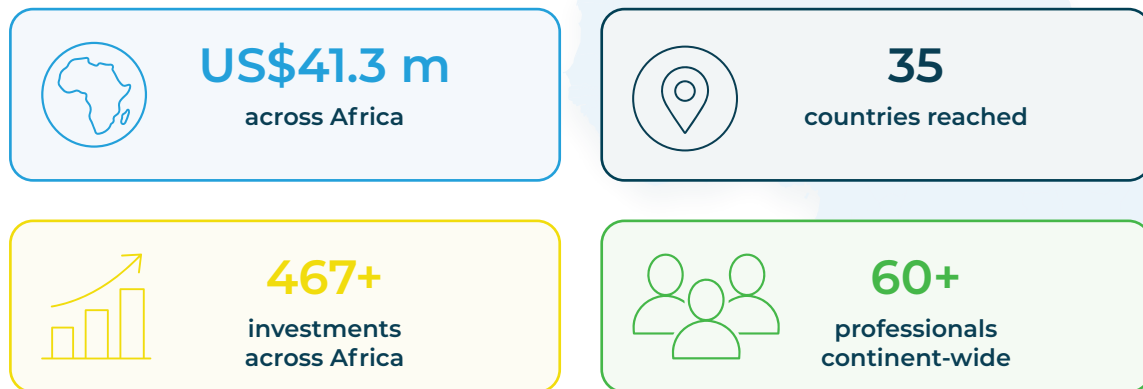 US$41.3 m
across Africa
35
countries reached
467+
investments
across Africa
60+
professionals
continent-wide